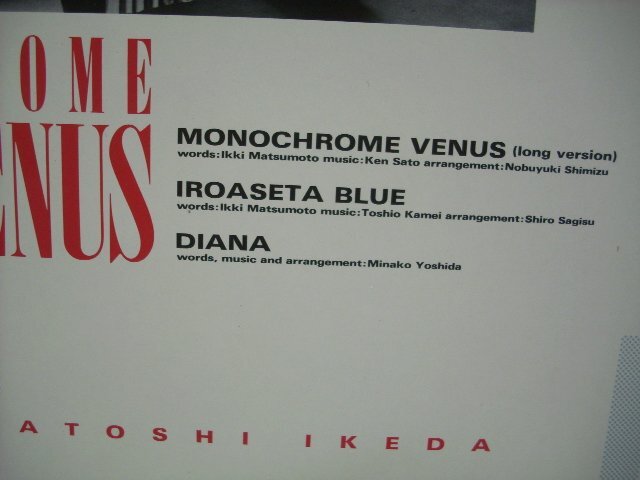 OME
ENUS
MONOCHROME VENUS (long version)
words:Ikki Matsumoto music:Ken Sato arrangement:Nobuyuki Shimizu
IROASETA BLUE
words:Ikki Matsumoto music:Toshio Kamei arrangement:Shiro Sagisu
DIANA
words, music and arrangement:Minako Yoshida
ATOSHI IKEDA